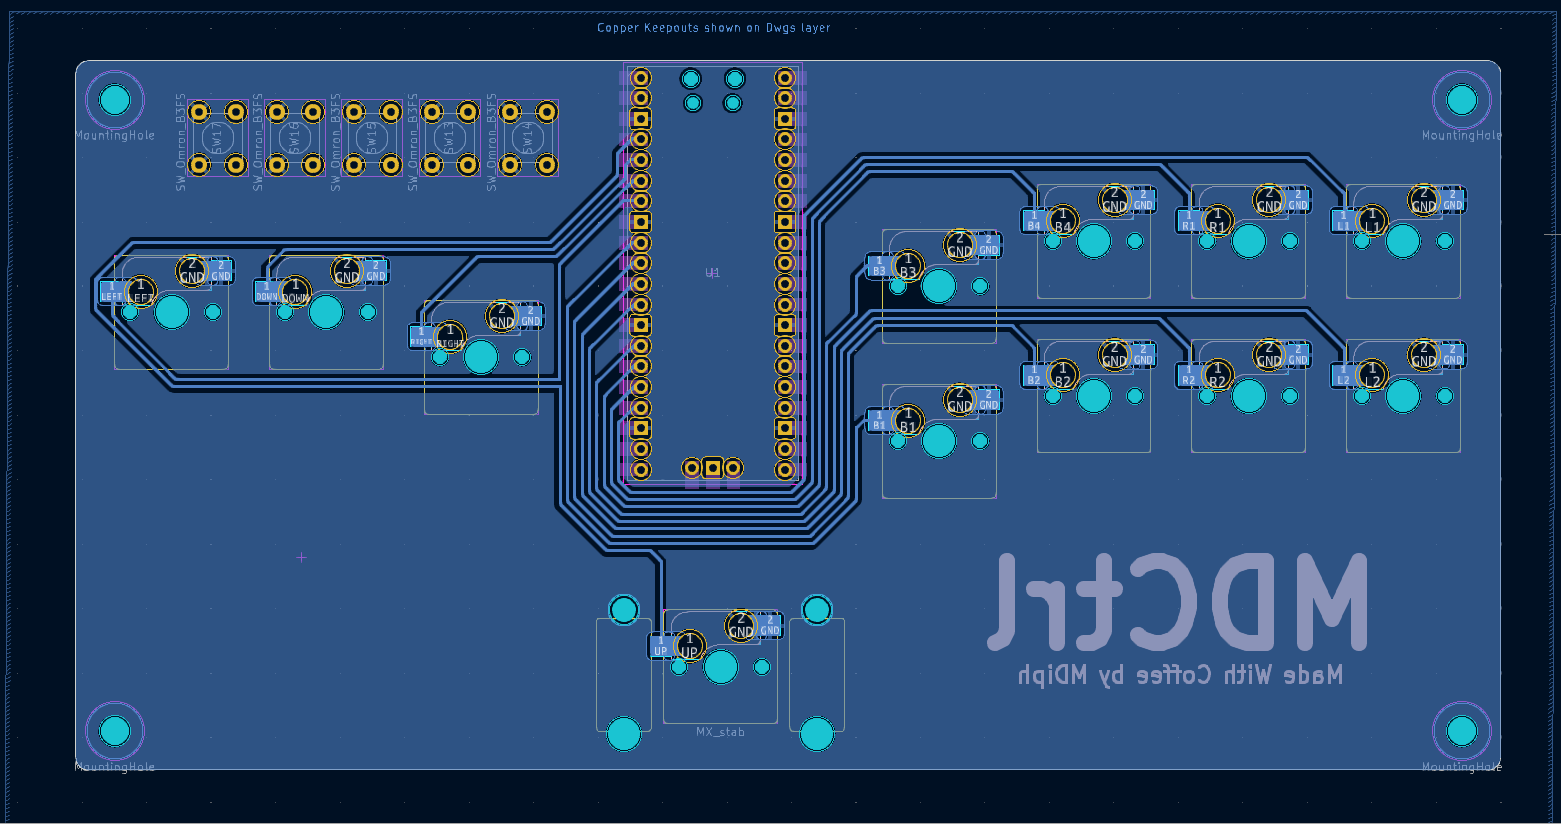 Copper Keepouts shown on Dwgs layer
MountingHole
MountingHole
SW_Omron_B3FS
SW17
SW_Omron_B3FS
SW16
SW_Omron_B3FS
SW15
SW_Omron_B3FS
SW13
SW_Omron_B3FS
SW14
U1
1 B4 1 B4 2 GND 2 GND
1 R1 1 R1 2 GND 2 GND
1 L1 1 L1 2 GND 2 GND
1 B3 1 B3 2 GND 2 GND
1 LEFT 1 LEFT 2 GND 2 GND
1 DOWN 1 DOWN 2 GND 2 GND
1 RIGHT 1 RIGHT 2 GND 2 GND
1 B2 1 B2 2 GND 2 GND
1 R2 1 R2 2 GND 2 GND
1 L2 1 L2 2 GND 2 GND
1 B1 1 B1 2 GND 2 GND
MDCtrl
Made With Coffee by MDiph
1 UP 1 UP 2 GND 2 GND
MX_stab
MountingHole
MountingHole